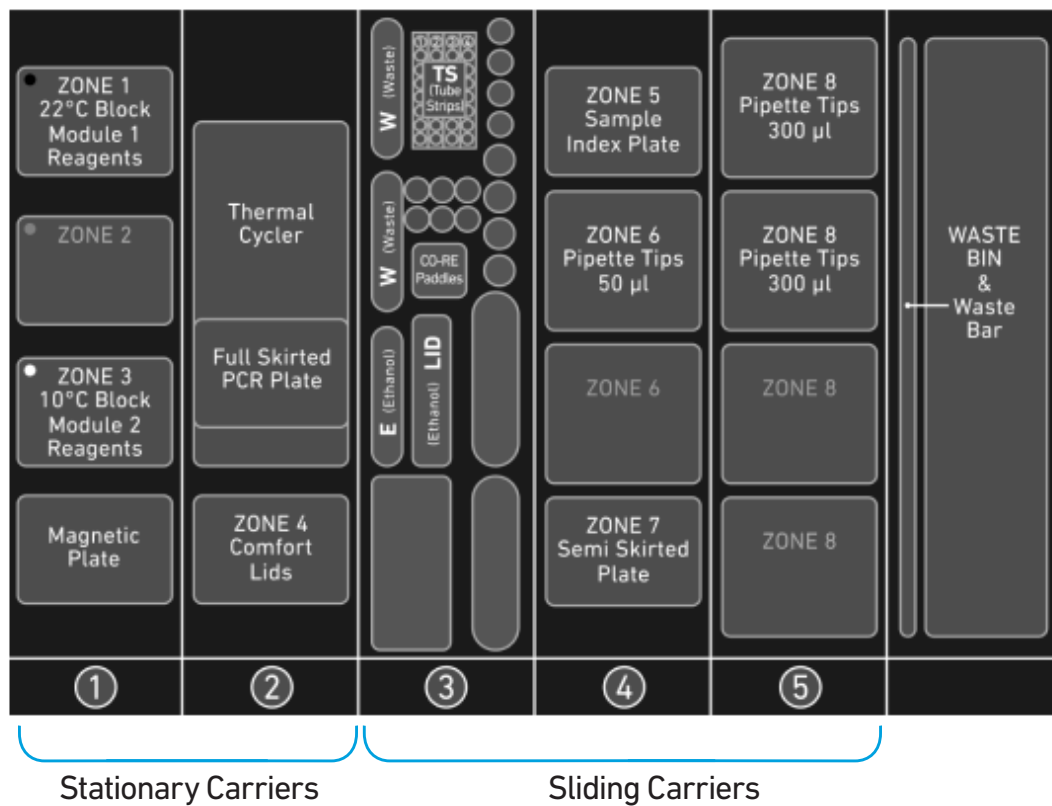 ZONE 1
22°C Block
Module 1
Reagents
ZONE 2
ZONE 3
10°C Block
Module 2
Reagents
Magnetic
Plate
1
Thermal
Cycler
Full Skirted
PCR Plate
ZONE 4
Comfort
Lids
2
W (Waste)
1 2 3 4
TS
(Tube
Strips)
W (Waste)
CO-RE
Paddles
E (Ethanol)
(Ethanol) LID
3
ZONE 5
Sample
Index Plate
ZONE 6
Pipette Tips
50 µl
ZONE 6
ZONE 7
Semi Skirted
Plate
4
ZONE 8
Pipette Tips
300 µl
ZONE 8
Pipette Tips
300 µl
ZONE 8
ZONE 8
5
WASTE
BIN
&
Waste
Bar
Stationary Carriers
Sliding Carriers